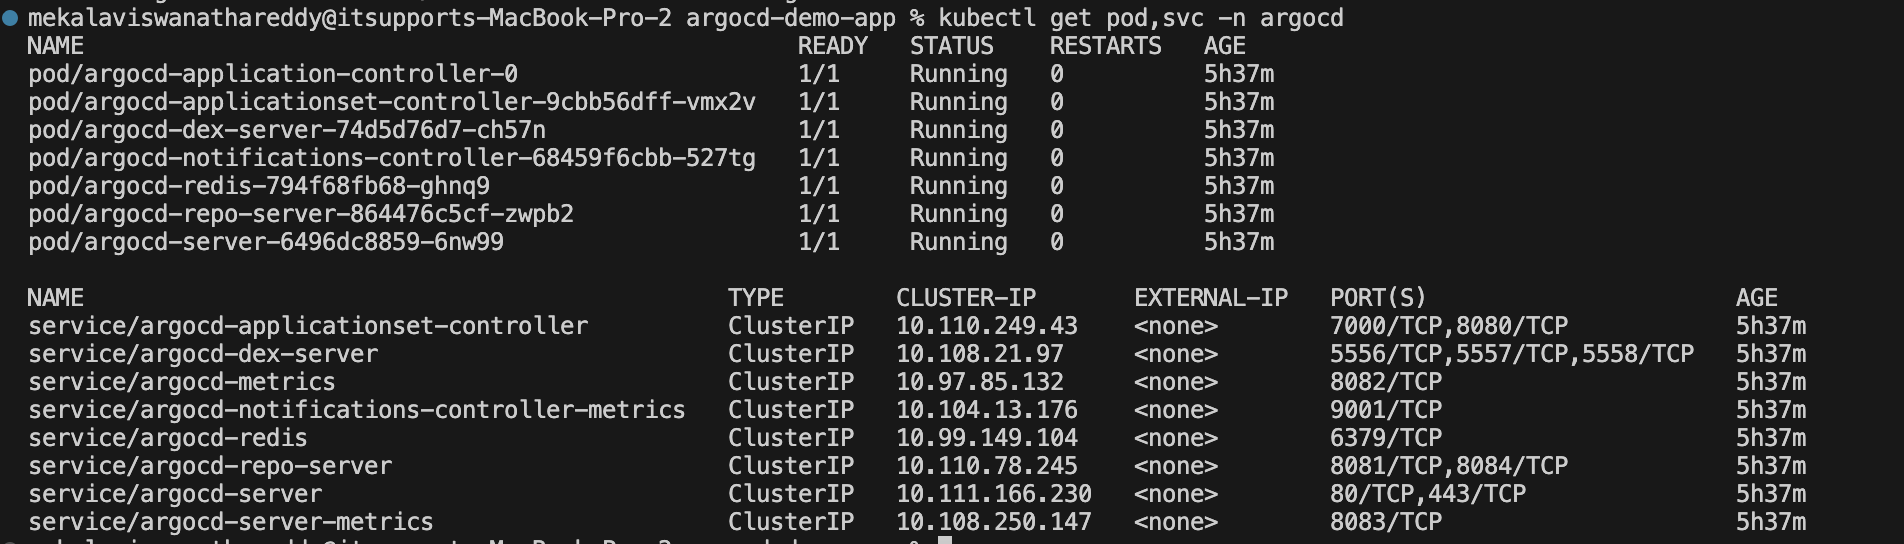 mekalaviswanathareddy@itsupports-MacBook-Pro-2 argocd-demo-app % kubectl get pod,svc -n argocd
NAME READY STATUS RESTARTS AGE
pod/argocd-application-controller-0 1/1 Running 0 5h37m
pod/argocd-applicationset-controller-9cbb56dff-vmx2v 1/1 Running 0 5h37m
pod/argocd-dex-server-74d5d76d7-ch57n 1/1 Running 0 5h37m
pod/argocd-notifications-controller-68459f6cbb-527tg 1/1 Running 0 5h37m
pod/argocd-redis-794f68fb68-ghnq9 1/1 Running 0 5h37m
pod/argocd-repo-server-864476c5cf-zwpb2 1/1 Running 0 5h37m
pod/argocd-server-6496dc8859-6nw99 1/1 Running 0 5h37m
NAME TYPE CLUSTER-IP EXTERNAL-IP PORT(S) AGE
service/argocd-applicationset-controller ClusterIP 10.110.249.43 <none> 7000/TCP,8080/TCP 5h37m
service/argocd-dex-server ClusterIP 10.108.21.97 <none> 5556/TCP,5557/TCP,5558/TCP 5h37m
service/argocd-metrics ClusterIP 10.97.85.132 <none> 8082/TCP 5h37m
service/argocd-notifications-controller-metrics ClusterIP 10.104.13.176 <none> 9001/TCP 5h37m
service/argocd-redis ClusterIP 10.99.149.104 <none> 6379/TCP 5h37m
service/argocd-repo-server ClusterIP 10.110.78.245 <none> 8081/TCP,8084/TCP 5h37m
service/argocd-server ClusterIP 10.111.166.230 <none> 80/TCP,443/TCP 5h37m
service/argocd-server-metrics ClusterIP 10.108.250.147 <none> 8083/TCP 5h37m